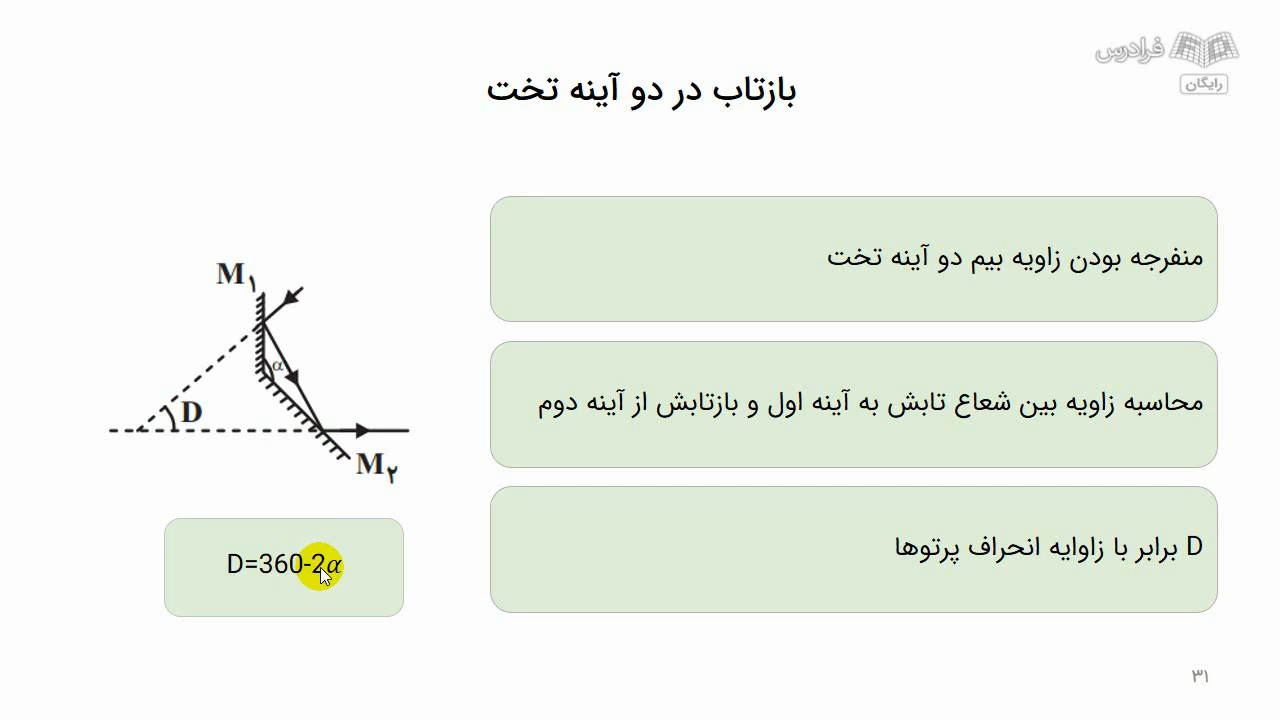 فرادرس
رایگان
بازتاب در دو آینه تخت
منفرجه بودن زاویه بیم دو آینه تخت
محاسبه زاویه بین شعاع تابش به آینه اول و بازتابش از آینه دوم
D برابر با زاوایه انحراف پرتوها
M۱
α
D
M۲
D=360-2α
۳۱